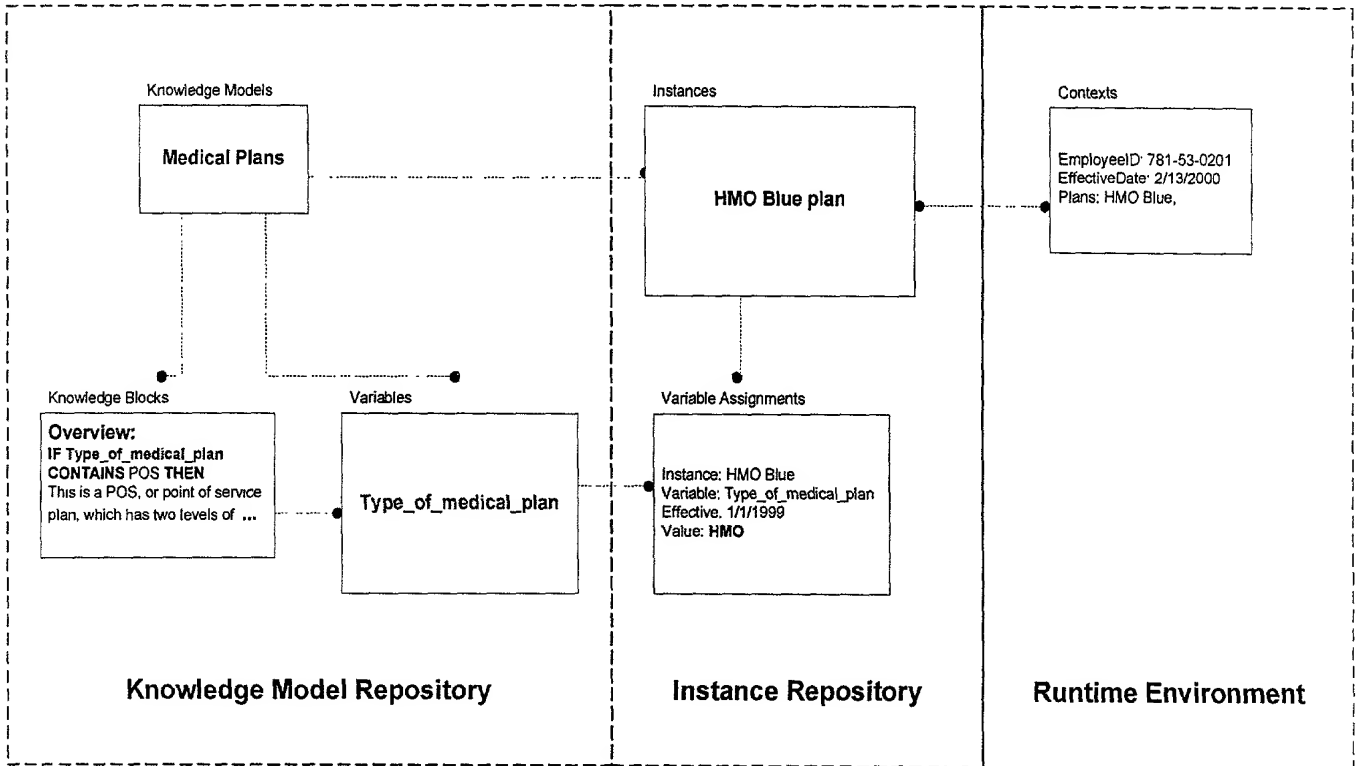 Knowledge Models
Medical Plans
Instances
HMO Blue plan
Contexts
EmployeeID: 781-53-0201
EffectiveDate: 2/13/2000
Plans: HMO Blue,
Knowledge Blocks
Overview:
IF Type_of_medical_plan
CONTAINS POS THEN
This is a POS, or point of service
plan, which has two levels of ...
Variables
Type_of_medical_plan
Variable Assignments
Instance: HMO Blue
Variable: Type_of_medical_plan
Effective. 1/1/1999
Value: HMO
Knowledge Model Repository
Instance Repository
Runtime Environment